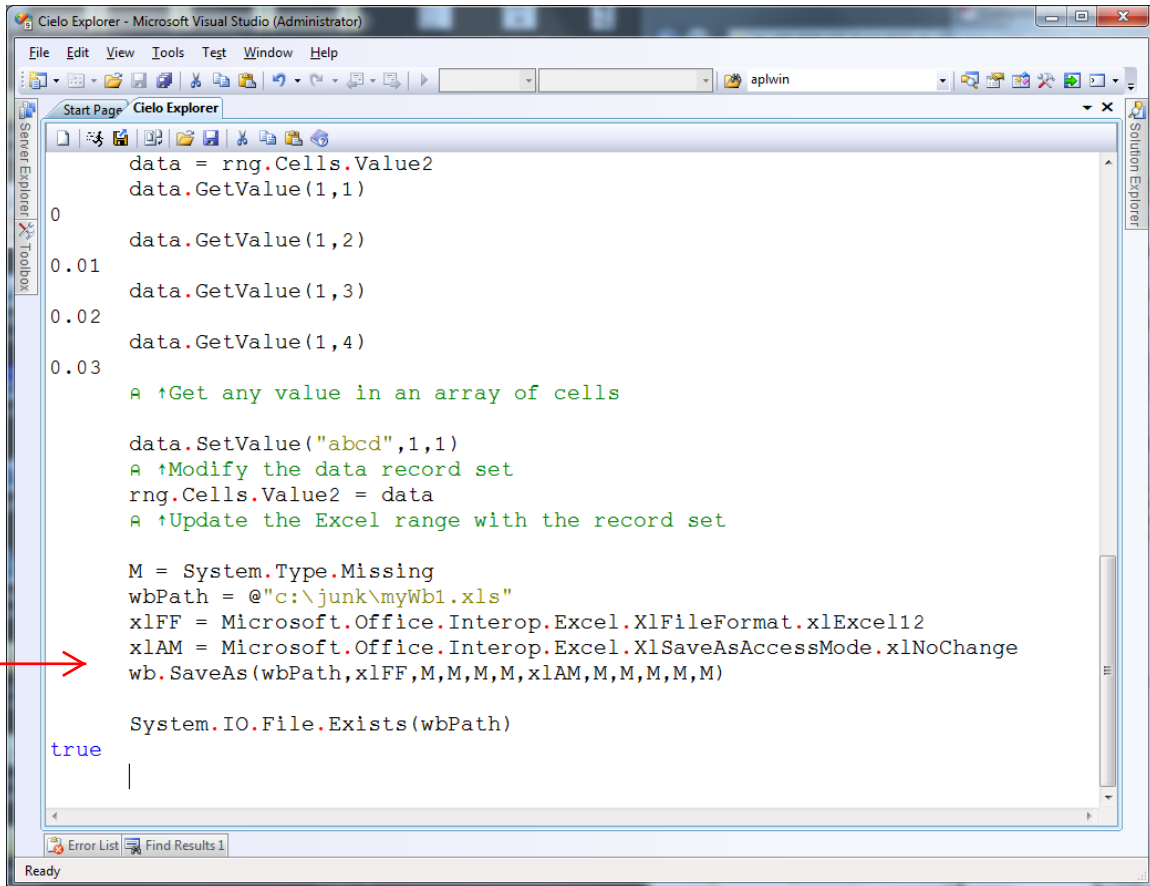 Cielo Explorer - Microsoft Visual Studio (Administrator)
File Edit View Tools Test Window Help
aplwin
Start Page Cielo Explorer
Server Explorer
Toolbox
Solution Explorer
data = rng.Cells.Value2
data.GetValue(1,1)
0
data.GetValue(1,2)
0.01
data.GetValue(1,3)
0.02
data.GetValue(1,4)
0.03
⍝ ↑Get any value in an array of cells
data.SetValue("abcd",1,1)
⍝ ↑Modify the data record set
rng.Cells.Value2 = data
⍝ ↑Update the Excel range with the record set
M = System.Type.Missing
wbPath = @"c:\junk\myWb1.xls"
xlFF = Microsoft.Office.Interop.Excel.XlFileFormat.xlExcel12
xlAM = Microsoft.Office.Interop.Excel.XlSaveAsAccessMode.xlNoChange
wb.SaveAs(wbPath,xlFF,M,M,M,M,xlAM,M,M,M,M,M)
System.IO.File.Exists(wbPath)
true
Error List Find Results 1
Ready